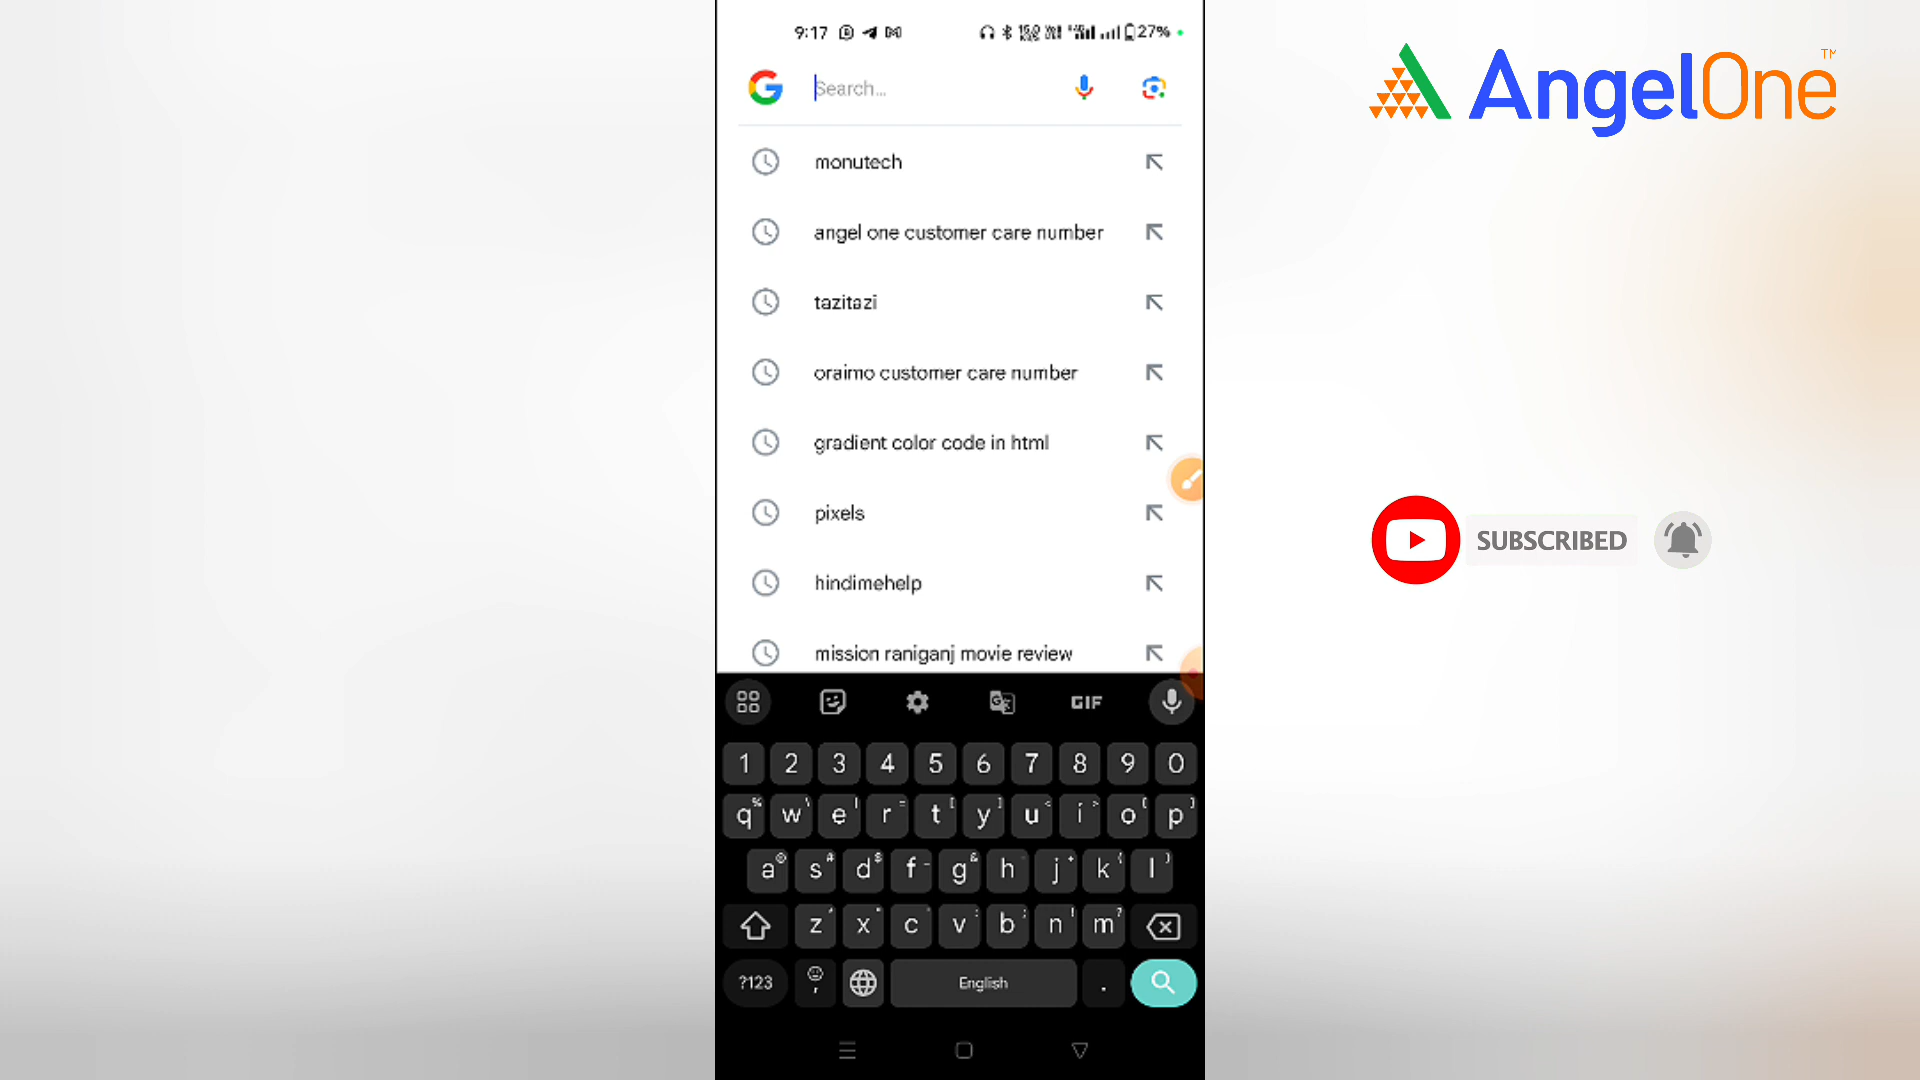 9:17
27%
AngelOne™
Search...
monutech
angel one customer care number
tazitazi
oraimo customer care number
gradient color code in html
pixels
SUBSCRIBED
hindimehelp
mission raniganj movie review
GIF
1 2 3 4 5 6 7 8 9 0
q w e r t y u i o p
a s d f g h j k l
z x c v b n m
?123 , English .